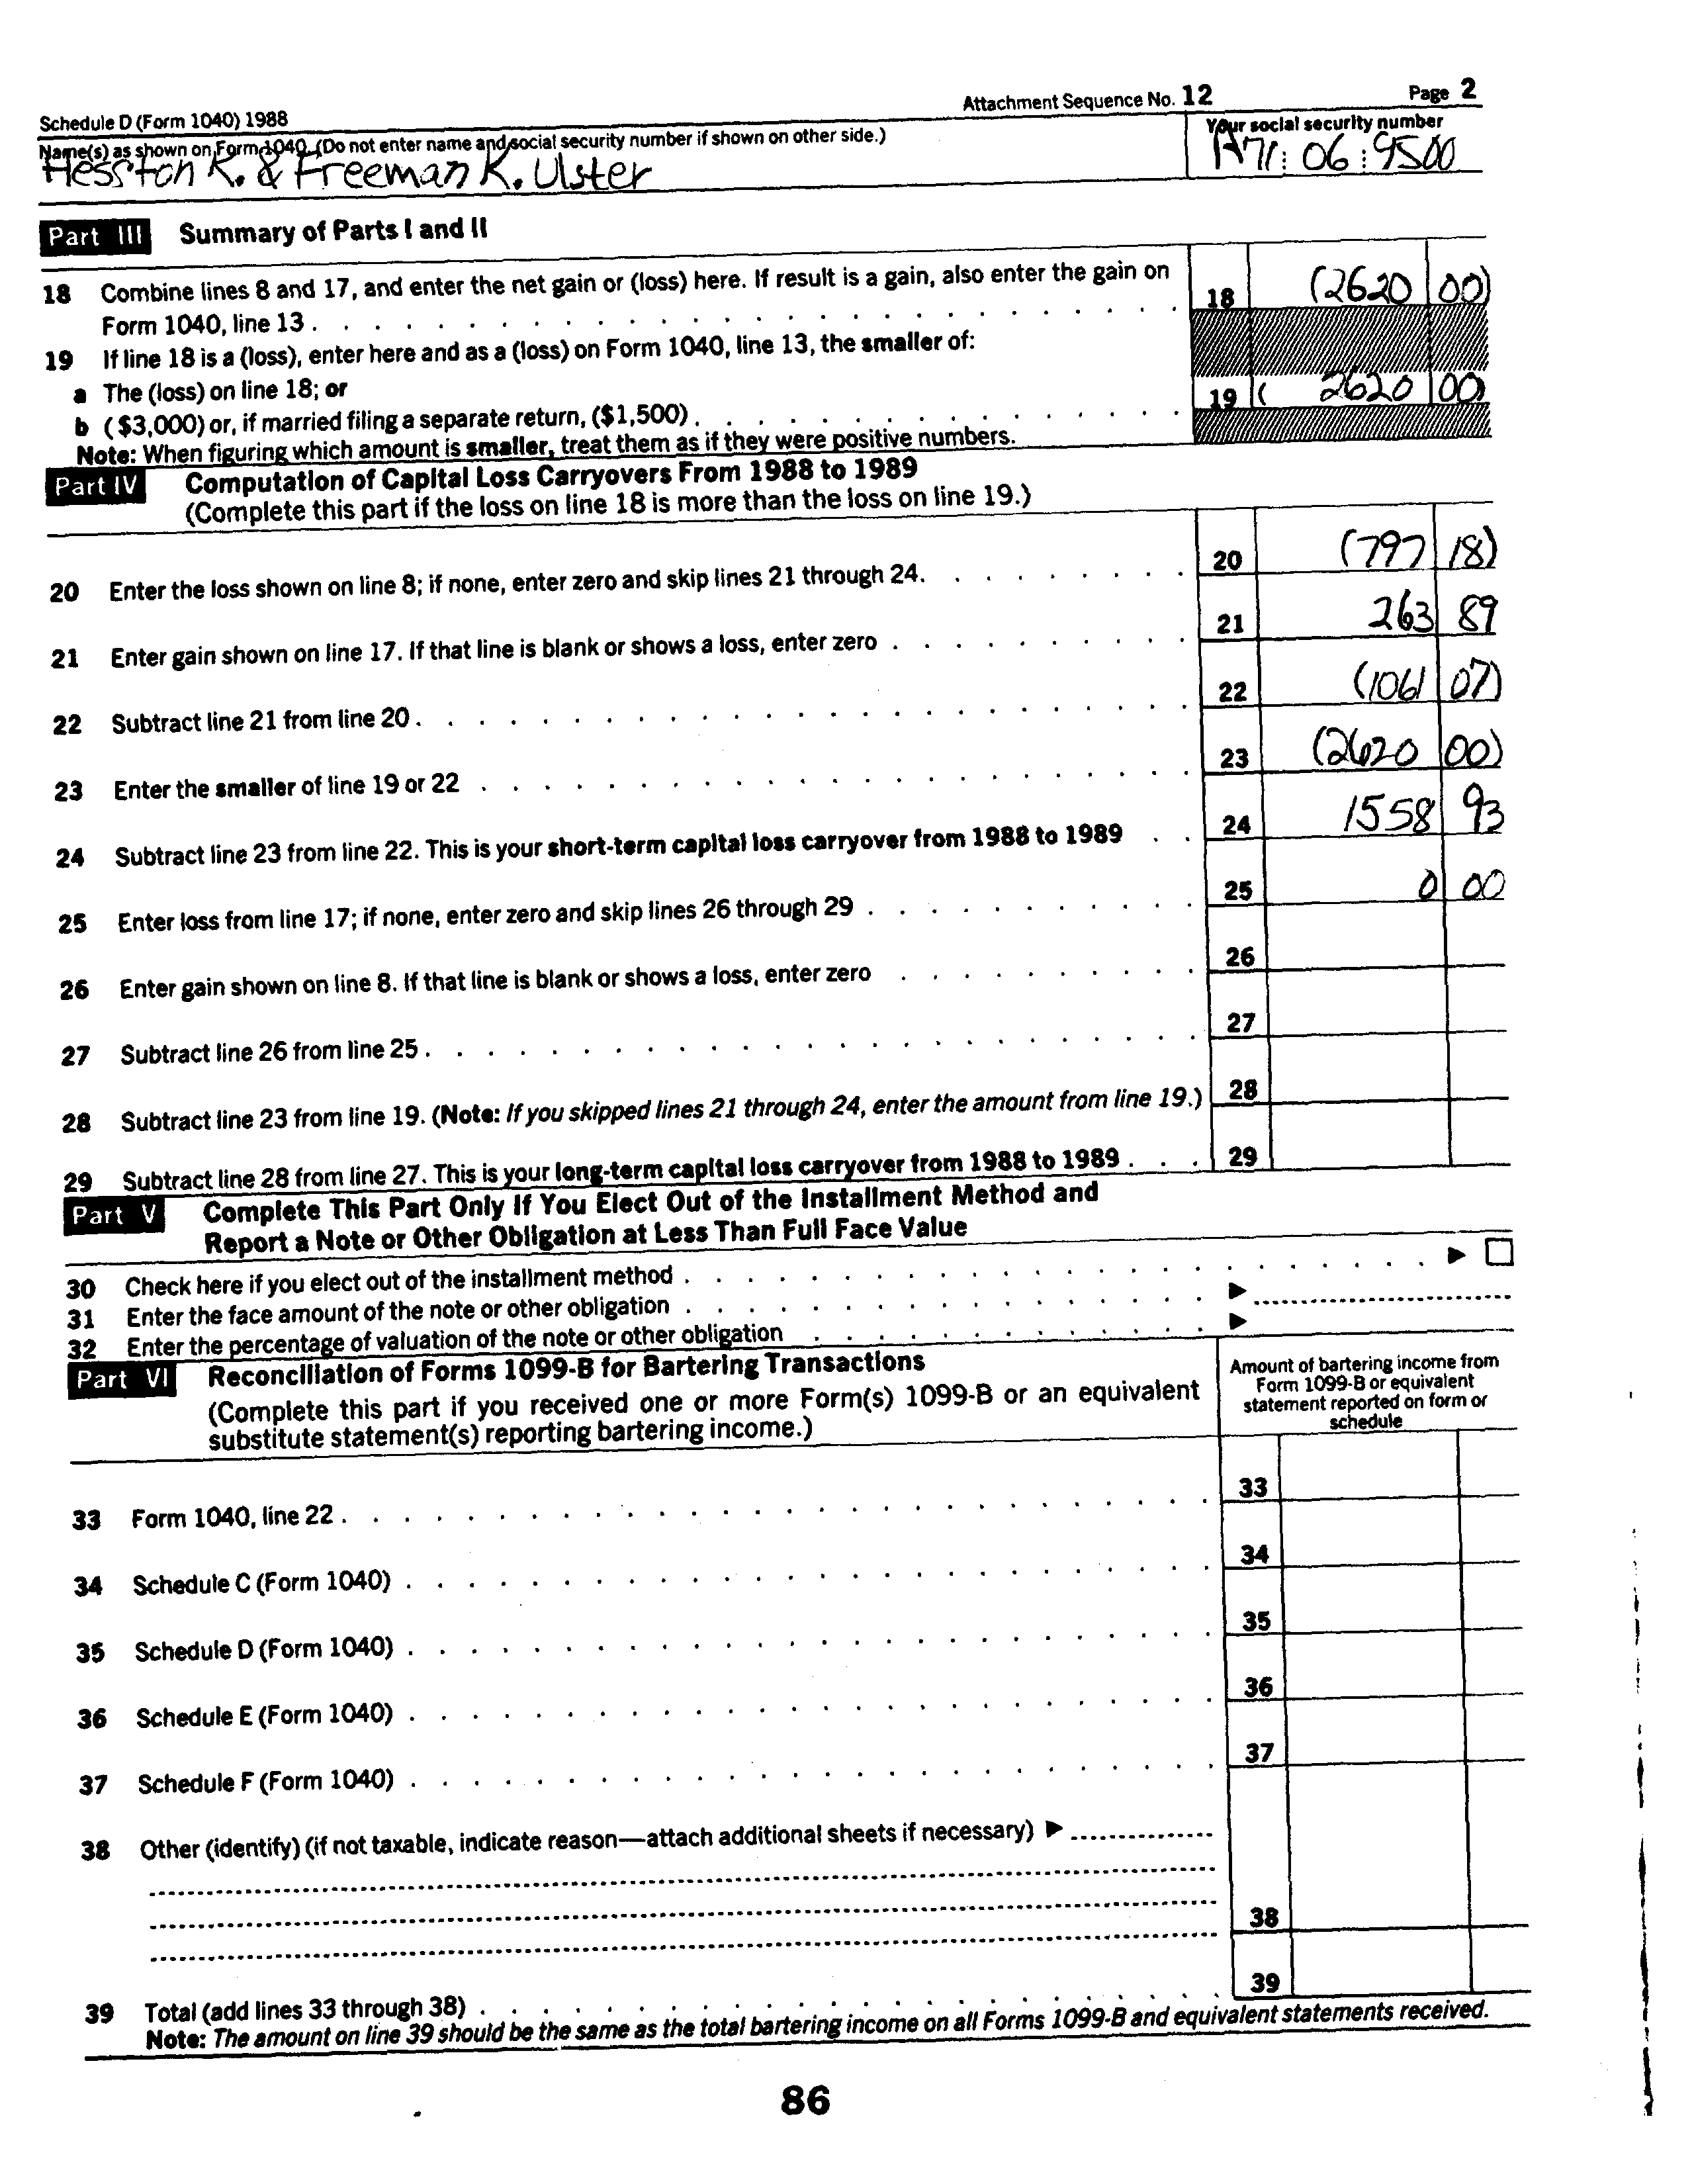 Schedule D (Form 1040) 1988 Attachment Sequence No. 12 Page 2
Name(s) as shown on Form 1040. (Do not enter name and social security number if shown on other side.) Your social security number
Hesston K. & Freeman K. Ulster A71 06 9500
Part III Summary of Parts I and II
18 Combine lines 8 and 17, and enter the net gain or (loss) here. If result is a gain, also enter the gain on
Form 1040, line 13 . . . 18 (2620 00)
19 If line 18 is a (loss), enter here and as a (loss) on Form 1040, line 13, the smaller of:
a The (loss) on line 18; or
b ($3,000) or, if married filing a separate return, ($1,500) . . . 19 ( 2620 00)
Note: When figuring which amount is smaller, treat them as if they were positive numbers.
Part IV Computation of Capital Loss Carryovers From 1988 to 1989
(Complete this part if the loss on line 18 is more than the loss on line 19.)
20 Enter the loss shown on line 8; if none, enter zero and skip lines 21 through 24. . . . 20 (797 18)
21 Enter gain shown on line 17. If that line is blank or shows a loss, enter zero . . . 21 263 89
22 Subtract line 21 from line 20 . . . 22 (1061 07)
23 Enter the smaller of line 19 or 22 . . . 23 (2620 00)
24 Subtract line 23 from line 22. This is your short-term capital loss carryover from 1988 to 1989 . . 24 1558 93
25 Enter loss from line 17; if none, enter zero and skip lines 26 through 29 . . . 25 0 00
26 Enter gain shown on line 8. If that line is blank or shows a loss, enter zero . . . 26
27 Subtract line 26 from line 25 . . . 27
28 Subtract line 23 from line 19. (Note: If you skipped lines 21 through 24, enter the amount from line 19.) 28
29 Subtract line 28 from line 27. This is your long-term capital loss carryover from 1988 to 1989 . . . 29
Part V Complete This Part Only If You Elect Out of the Installment Method and
Report a Note or Other Obligation at Less Than Full Face Value
30 Check here if you elect out of the installment method . . . ► ☐
31 Enter the face amount of the note or other obligation . . . ►
32 Enter the percentage of valuation of the note or other obligation . . . ►
Part VI Reconciliation of Forms 1099-B for Bartering Transactions
(Complete this part if you received one or more Form(s) 1099-B or an equivalent
substitute statement(s) reporting bartering income.)
Amount of bartering income from
Form 1099-B or equivalent
statement reported on form or
schedule
33 Form 1040, line 22 . . . 33
34 Schedule C (Form 1040) . . . 34
35 Schedule D (Form 1040) . . . 35
36 Schedule E (Form 1040) . . . 36
37 Schedule F (Form 1040) . . . 37
38 Other (identify) (if not taxable, indicate reason—attach additional sheets if necessary) ►
38
39 Total (add lines 33 through 38) . . . 39
Note: The amount on line 39 should be the same as the total bartering income on all Forms 1099-B and equivalent statements received.
86